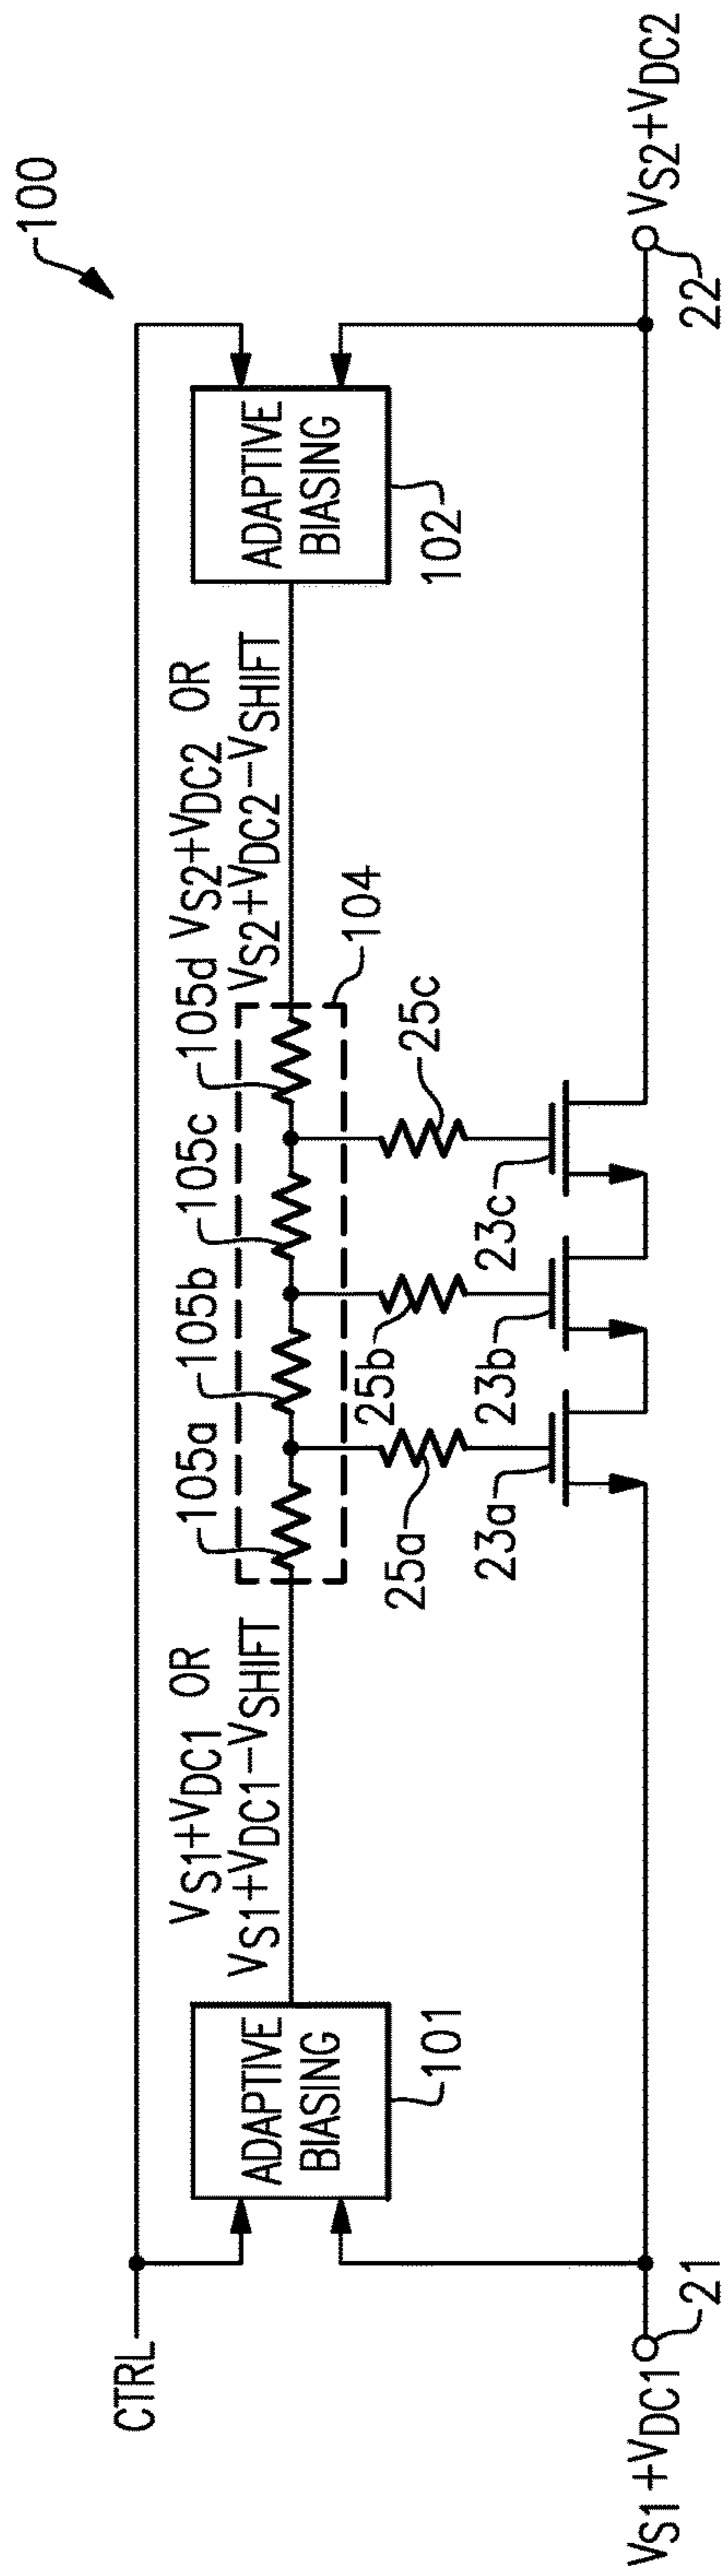 100
CTRL
ADAPTIVE
BIASING
101
VS1+VDC1 OR
VS1+VDC1-VSHIFT
105a
105b
105c
105d
VS2+VDC2 OR
VS2+VDC2-VSHIFT
104
ADAPTIVE
BIASING
102
25a
25b
25c
23a
23b
23c
VS1+VDC1
21
22
VS2+VDC2